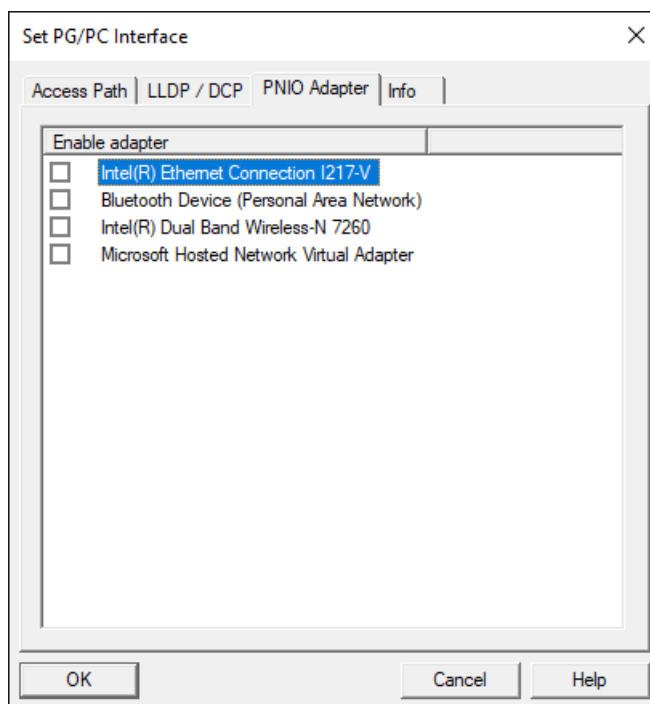 Set PG/PC Interface
Access Path LLDP / DCP PNIO Adapter Info
Enable adapter
Intel(R) Ethernet Connection I217-V
Bluetooth Device (Personal Area Network)
Intel(R) Dual Band Wireless-N 7260
Microsoft Hosted Network Virtual Adapter
OK Cancel Help